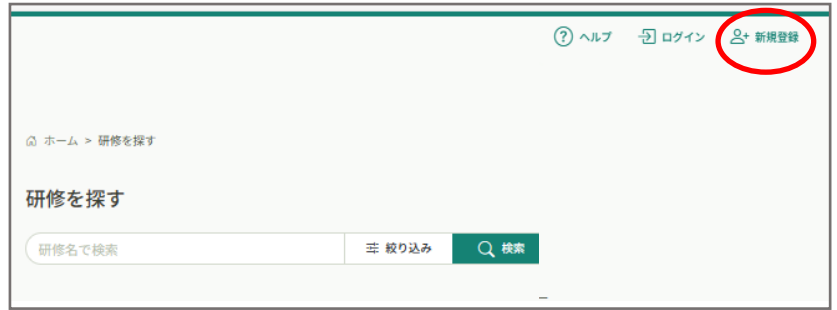 ? ヘルプ ログイン 新規登録
ホーム > 研修を探す
研修を探す
研修名で検索 絞り込み 検索